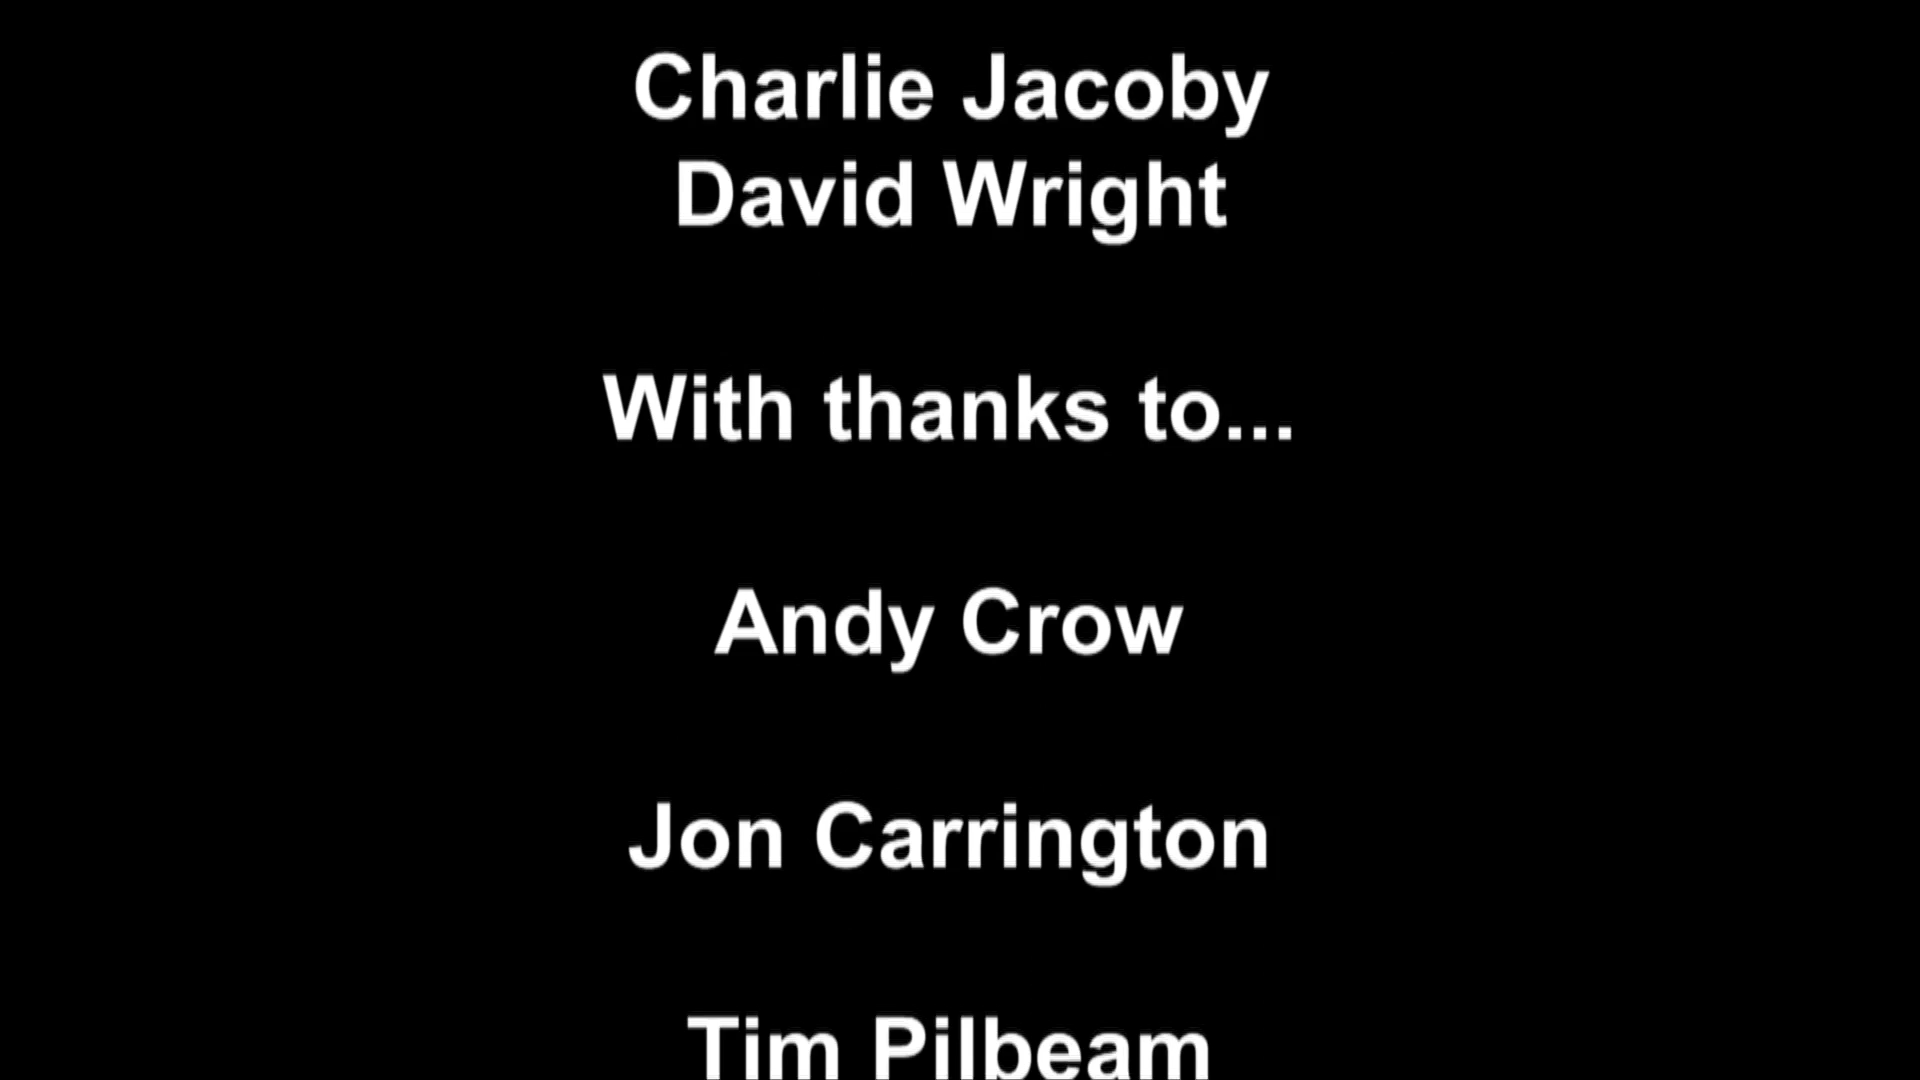 Charlie Jacoby
David Wright
With thanks to...
Andy Crow
Jon Carrington
Tim Pilbeam